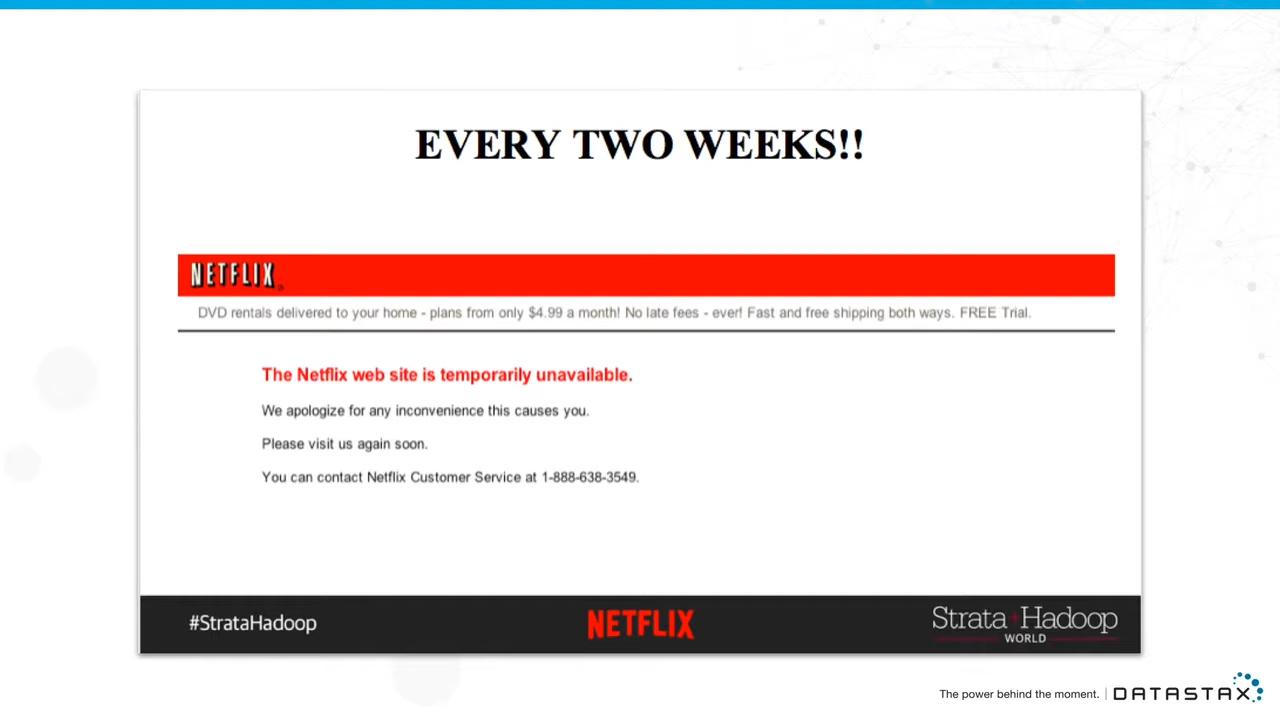 EVERY TWO WEEKS!!
NETFLIX
DVD rentals delivered to your home - plans from only $4.99 a month! No late fees - ever! Fast and free shipping both ways. FREE Trial.
The Netflix web site is temporarily unavailable.
We apologize for any inconvenience this causes you.
Please visit us again soon.
You can contact Netflix Customer Service at 1-888-638-3549.
#StrataHadoop
NETFLIX
Strata+Hadoop
WORLD
The power behind the moment. | DATASTAX